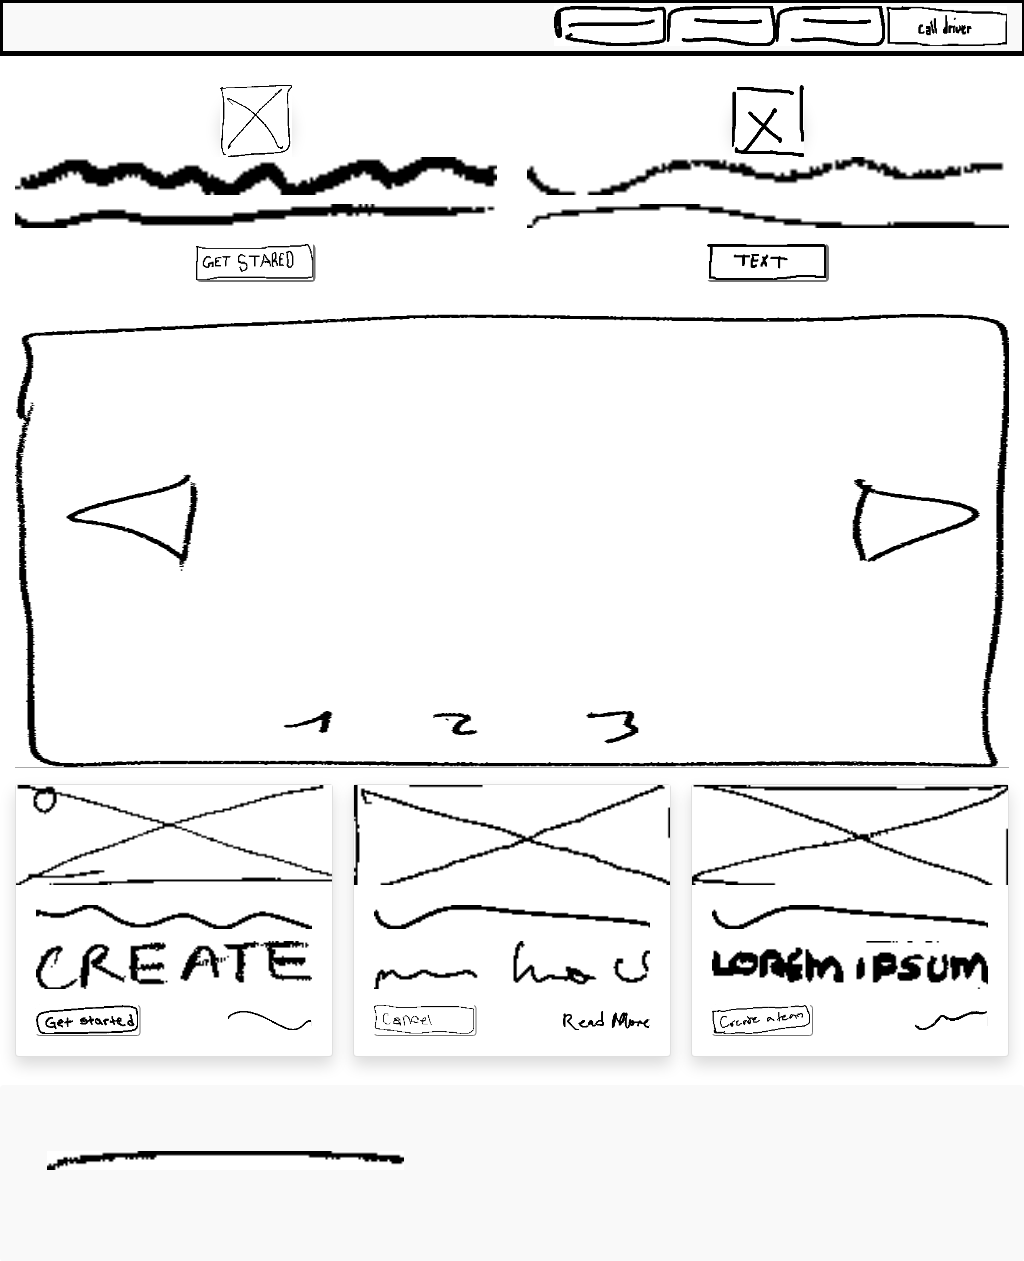 call driver
GET STARED
TEXT
1 2 3
CREATE
LOREM IPSUM
Get started
Cancel
Read More
Create a team